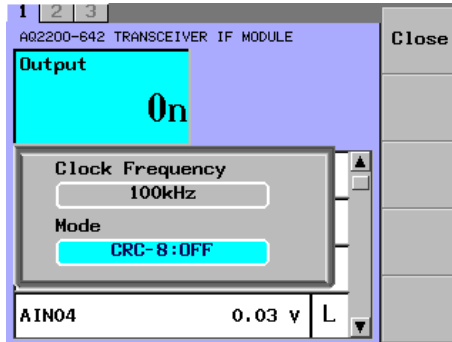 1 2 3
AQ2200-642 TRANSCEIVER IF MODULE
Close
Output
On
Clock Frequency
100kHz
Mode
CRC-8:OFF
AIN04 0.03 V L